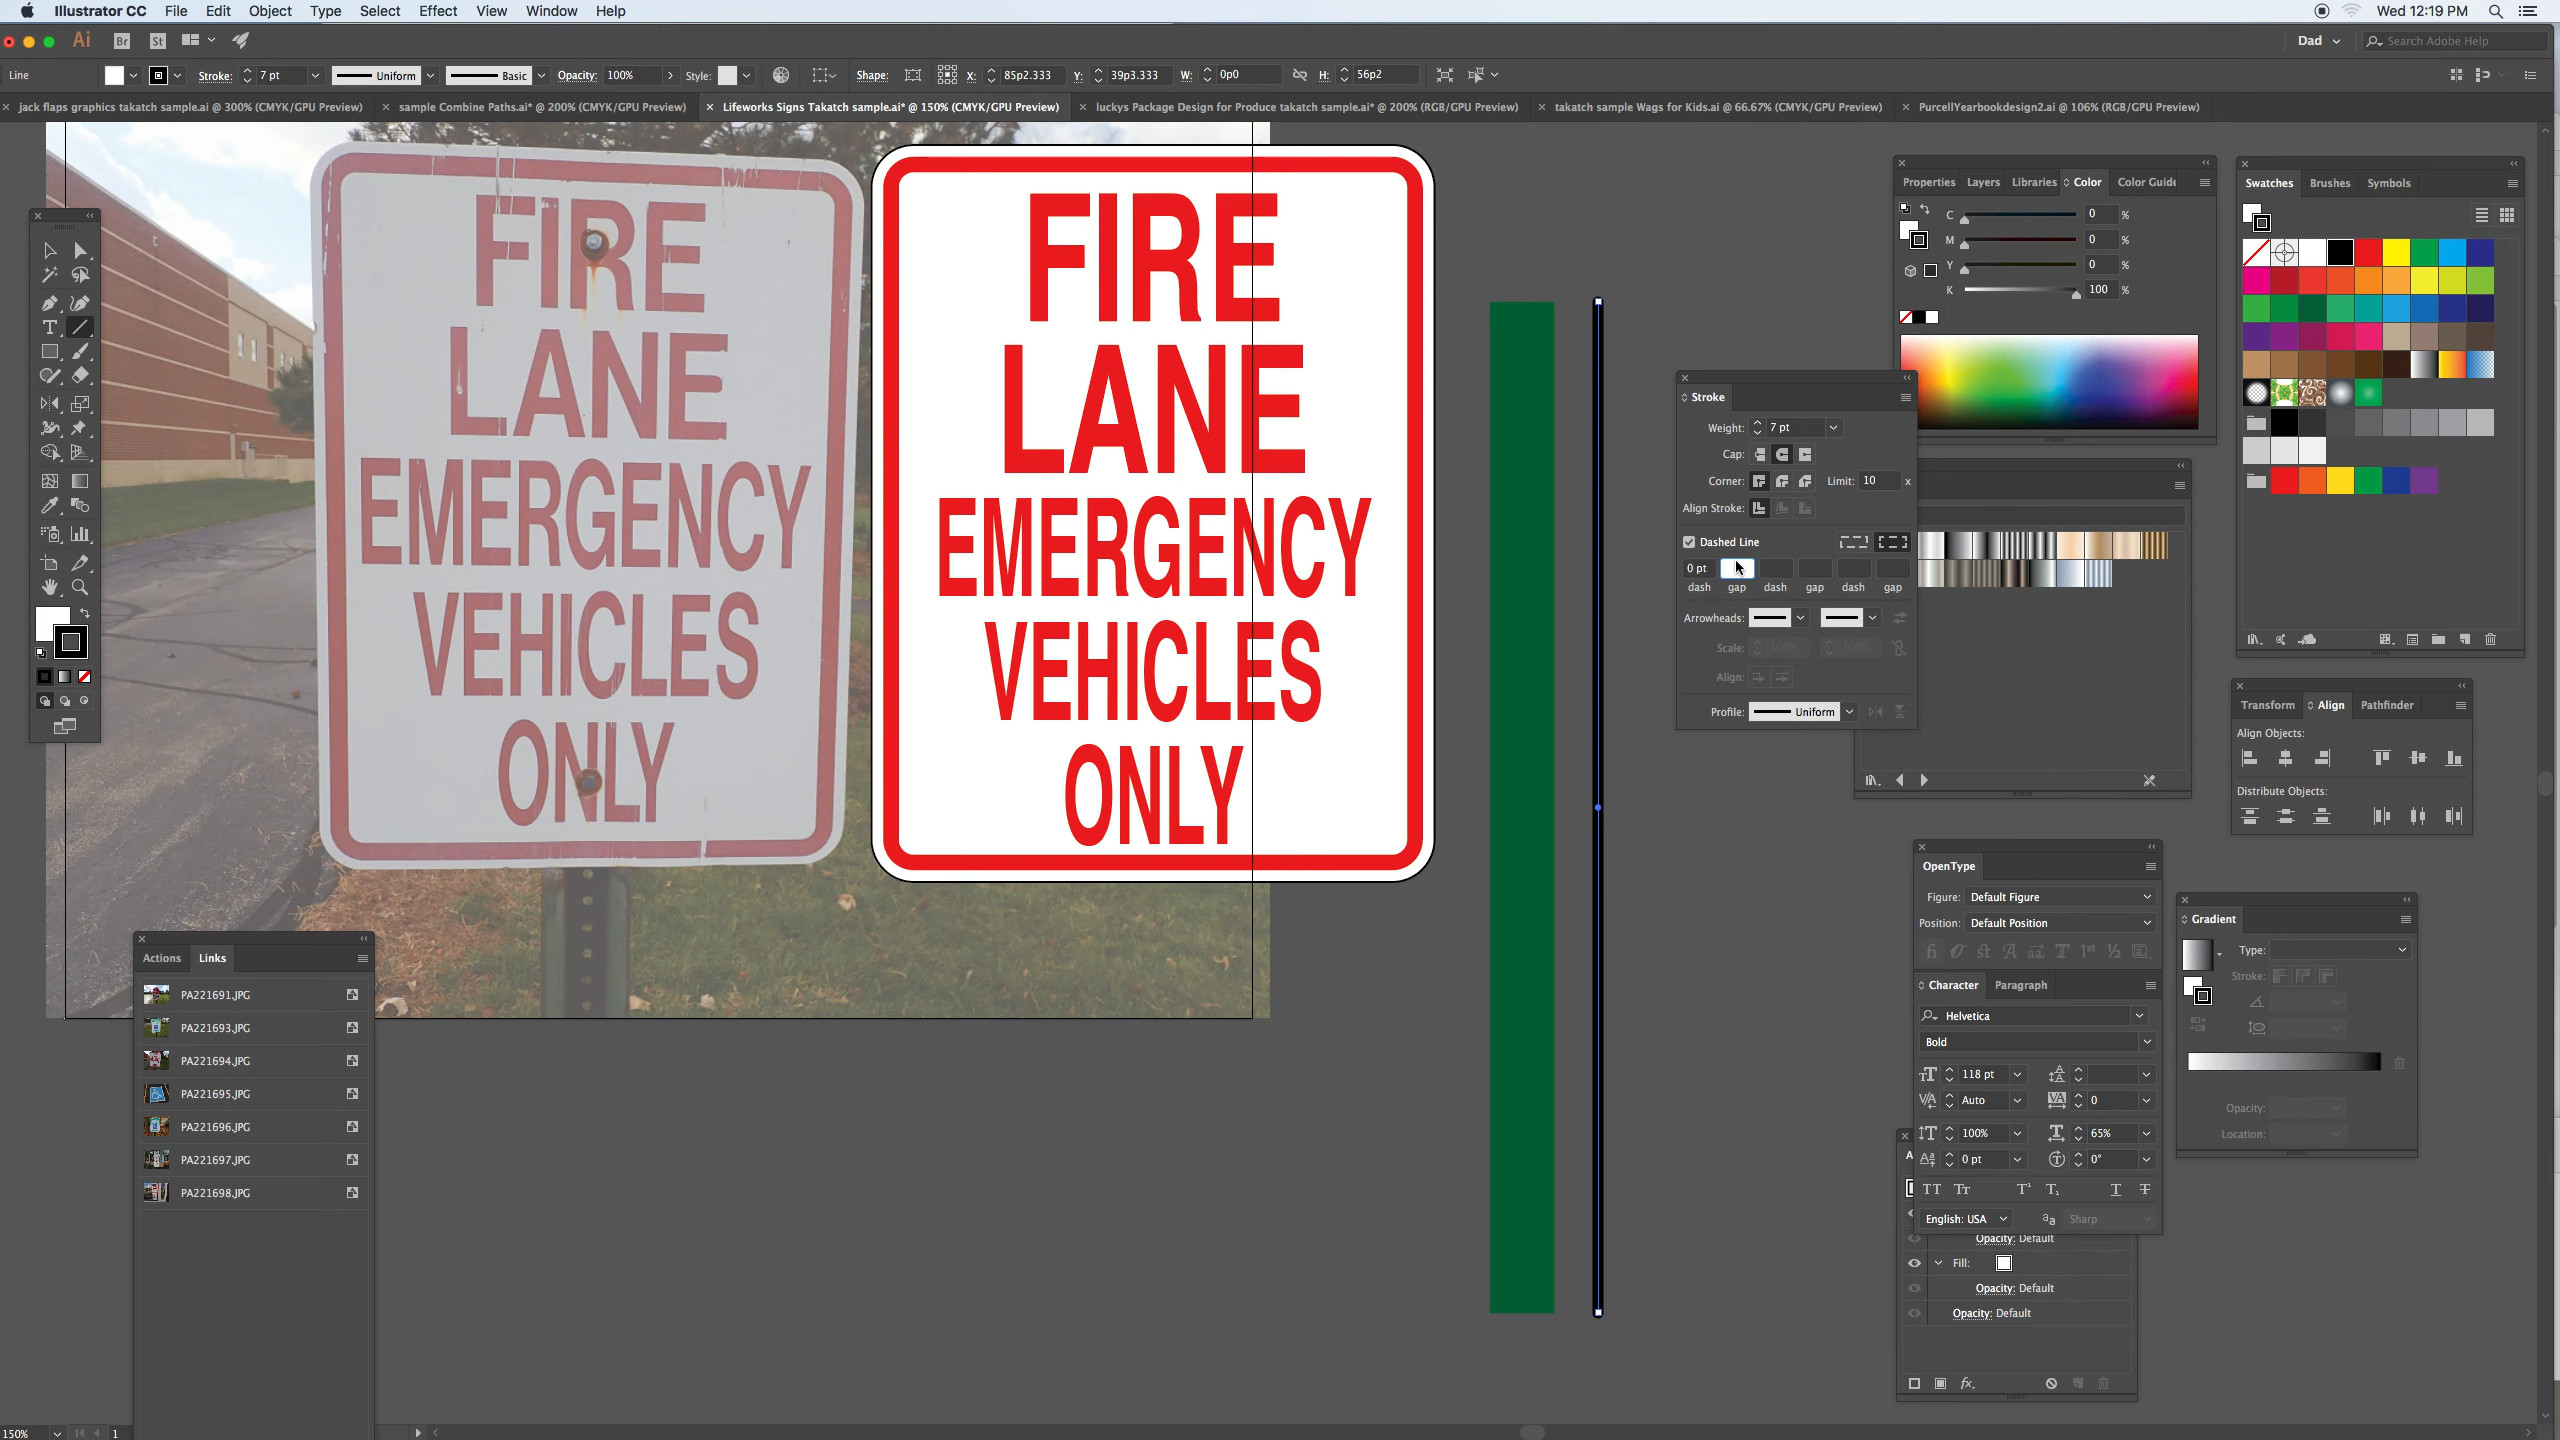 Illustrator CC File Edit Object Type Select Effect View Window Help Wed 12:19 PM
Ai Br St Dad Search Adobe Help
Line Stroke: 7 pt Uniform Basic Opacity: 100% Style: Shape: X: 85p2.333 Y: 39p3.333 W: 0p0 H: 56p2
jack flaps graphics takatch sample.ai @ 300% (CMYK/GPU Preview) sample Combine Paths.ai* @ 200% (CMYK/GPU Preview) Lifeworks Signs Takatch sample.ai* @ 150% (CMYK/GPU Preview) luckys Package Design for Produce takatch sample.ai* @ 200% (RGB/GPU Preview) takatch sample Wags for Kids.ai @ 66.67% (CMYK/GPU Preview) PurcellYearbookdesign2.ai @ 106% (RGB/GPU Preview)
FIRE
LANE
EMERGENCY
VEHICLES
ONLY
FIRE
LANE
EMERGENCY
VEHICLES
ONLY
Actions Links
PA221691.JPG
PA221693.JPG
PA221694.JPG
PA221695.JPG
PA221696.JPG
PA221697.JPG
PA221698.JPG
Stroke
Weight: 7 pt
Cap:
Corner: Limit: 10 x
Align Stroke:
Dashed Line
0 pt
dash gap dash gap dash gap
Arrowheads:
Scale: 100% 100%
Align:
Profile: Uniform
Properties Layers Libraries Color Color Guide
C 0 %
M 0 %
Y 0 %
K 100 %
Swatches Brushes Symbols
Transform Align Pathfinder
Align Objects:
Distribute Objects:
OpenType
Figure: Default Figure
Position: Default Position
Character Paragraph
Helvetica
Bold
118 pt
Auto 0
100% 65%
0 pt 0°
English: USA Sharp
Opacity: Default
Fill:
Opacity: Default
Opacity: Default
Gradient
Type:
Stroke:
Opacity:
Location:
150% 1